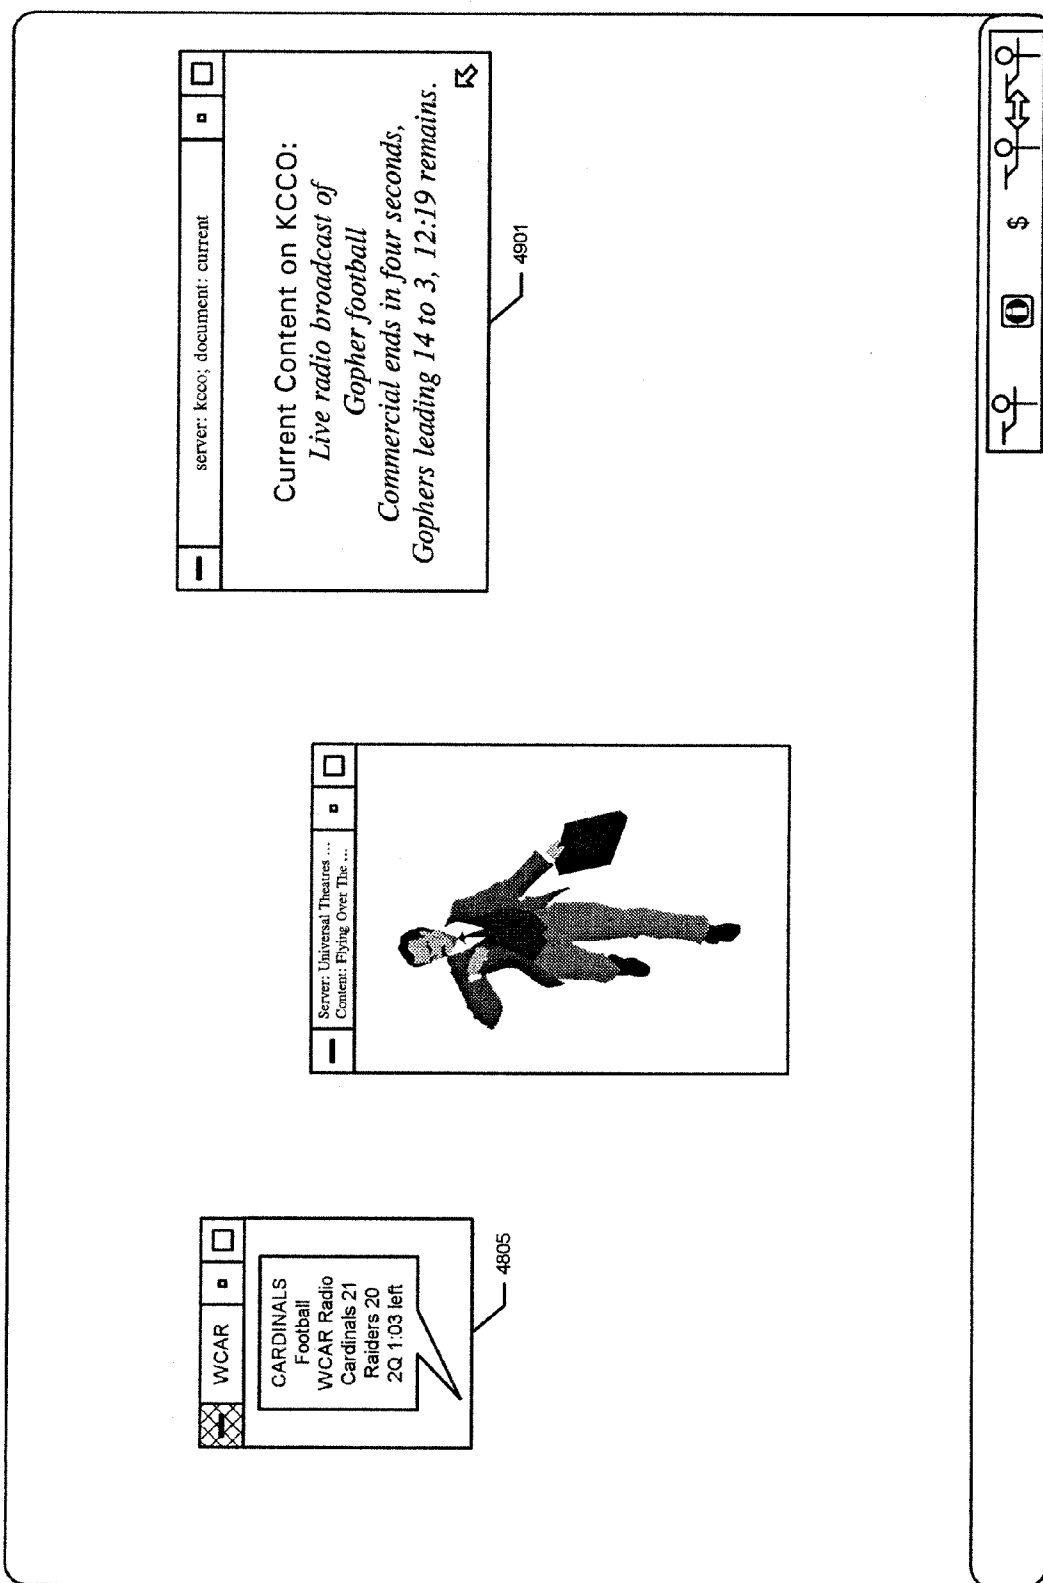 WCAR
CARDINALS
Football
WCAR Radio
Cardinals 21
Raiders 20
2Q 1:03 left
4805
Server: Universal Theatres ...
Content: Flying Over The ...
server: kcco; document: current
Current Content on KCCO:
Live radio broadcast of
Gopher football
Commercial ends in four seconds,
Gophers leading 14 to 3, 12:19 remains.
4901
$